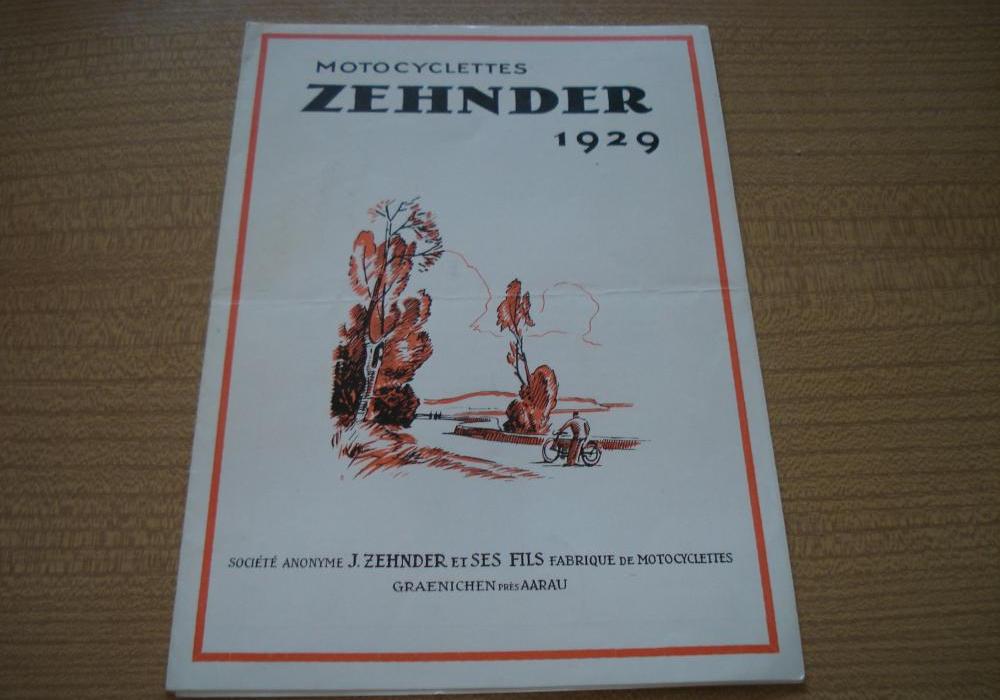 MOTOCYCLETTES
ZEHNDER
1929
SOCIÉTÉ ANONYME J. ZEHNDER ET SES FILS FABRIQUE DE MOTOCYCLETTES
GRAENICHEN PRÈS AARAU